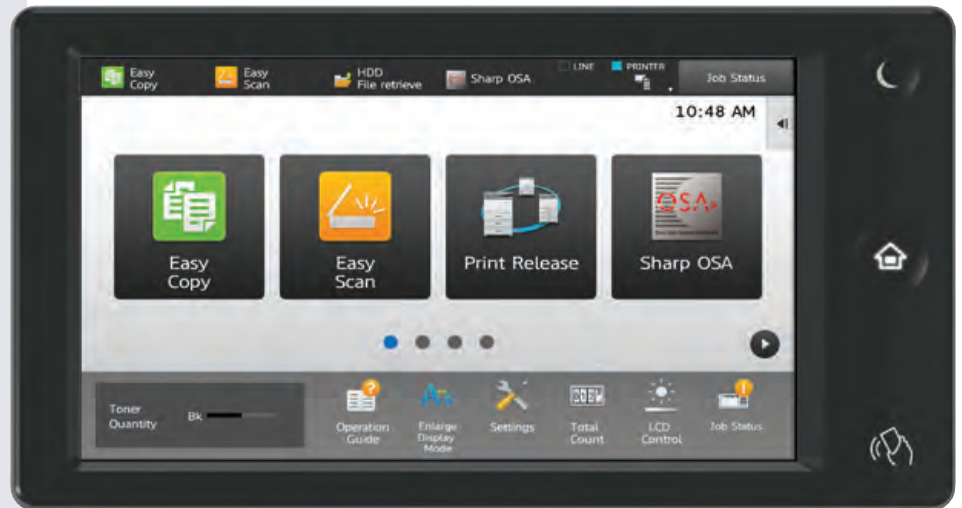 Easy
Copy
Easy
Scan
HDD
File retrieve
Sharp OSA
LINE
PRINTER
Job Status
10:48 AM
Easy
Copy
Easy
Scan
Print Release
OSA
Sharp OSA
Toner
Quantity
Bk
Operation
Guide
Enlarge
Display
Mode
Settings
Total
Count
LCD
Control
Job Status